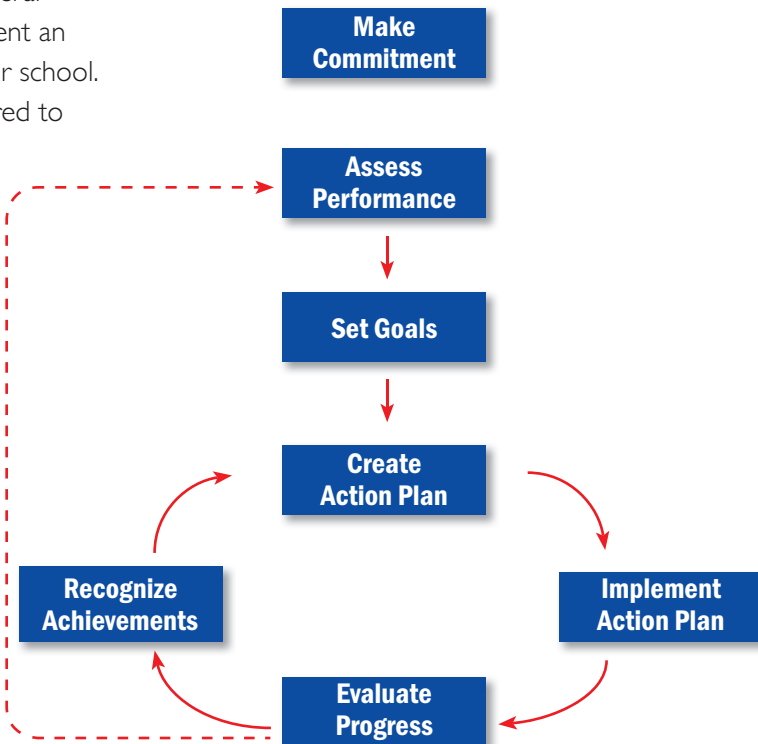 ent an
r school.
red to
Make
Commitment
Assess
Performance
Set Goals
Create
Action Plan
Recognize
Achievements
Implement
Action Plan
Evaluate
Progress